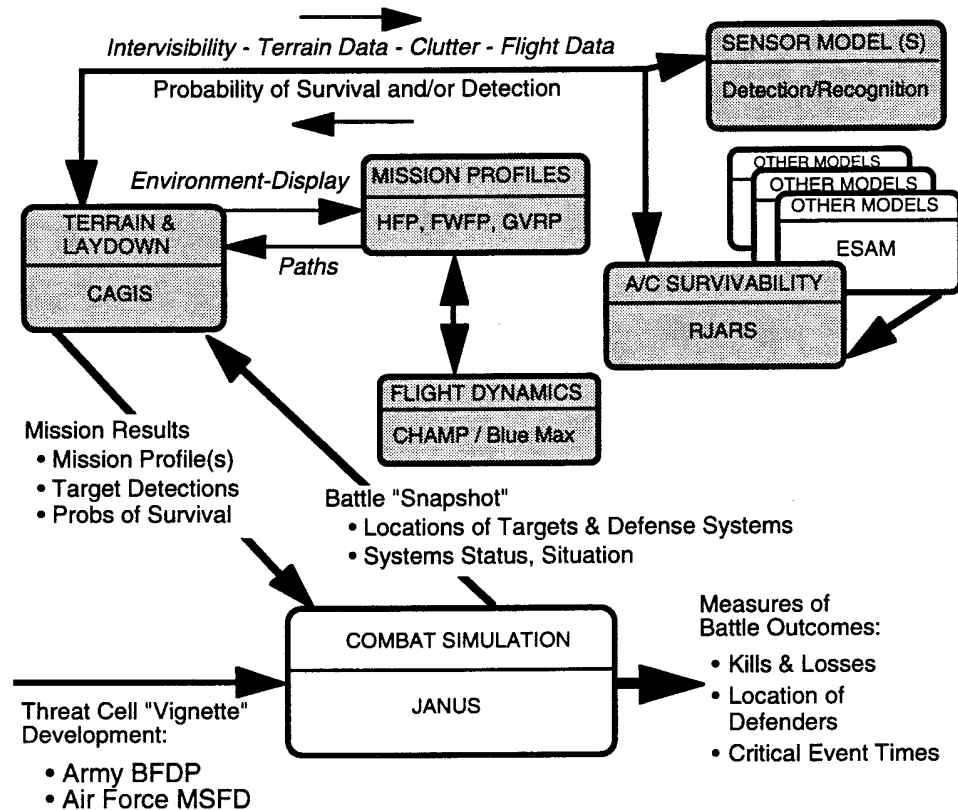 Intervisibility - Terrain Data - Clutter - Flight Data
Probability of Survival and/or Detection
SENSOR MODEL (S)
Detection/Recognition
OTHER MODELS
OTHER MODELS
OTHER MODELS
ESAM
Environment-Display
MISSION PROFILES
HFP, FWFP, GVRP
TERRAIN &
LAYDOWN
CAGIS
Paths
A/C SURVIVABILITY
RJARS
FLIGHT DYNAMICS
CHAMP / Blue Max
Mission Results
• Mission Profile(s)
• Target Detections
• Probs of Survival
Battle "Snapshot"
• Locations of Targets & Defense Systems
• Systems Status, Situation
COMBAT SIMULATION
JANUS
Measures of
Battle Outcomes:
• Kills & Losses
• Location of
Defenders
• Critical Event Times
Threat Cell "Vignette"
Development:
• Army BFDP
• Air Force MSFD